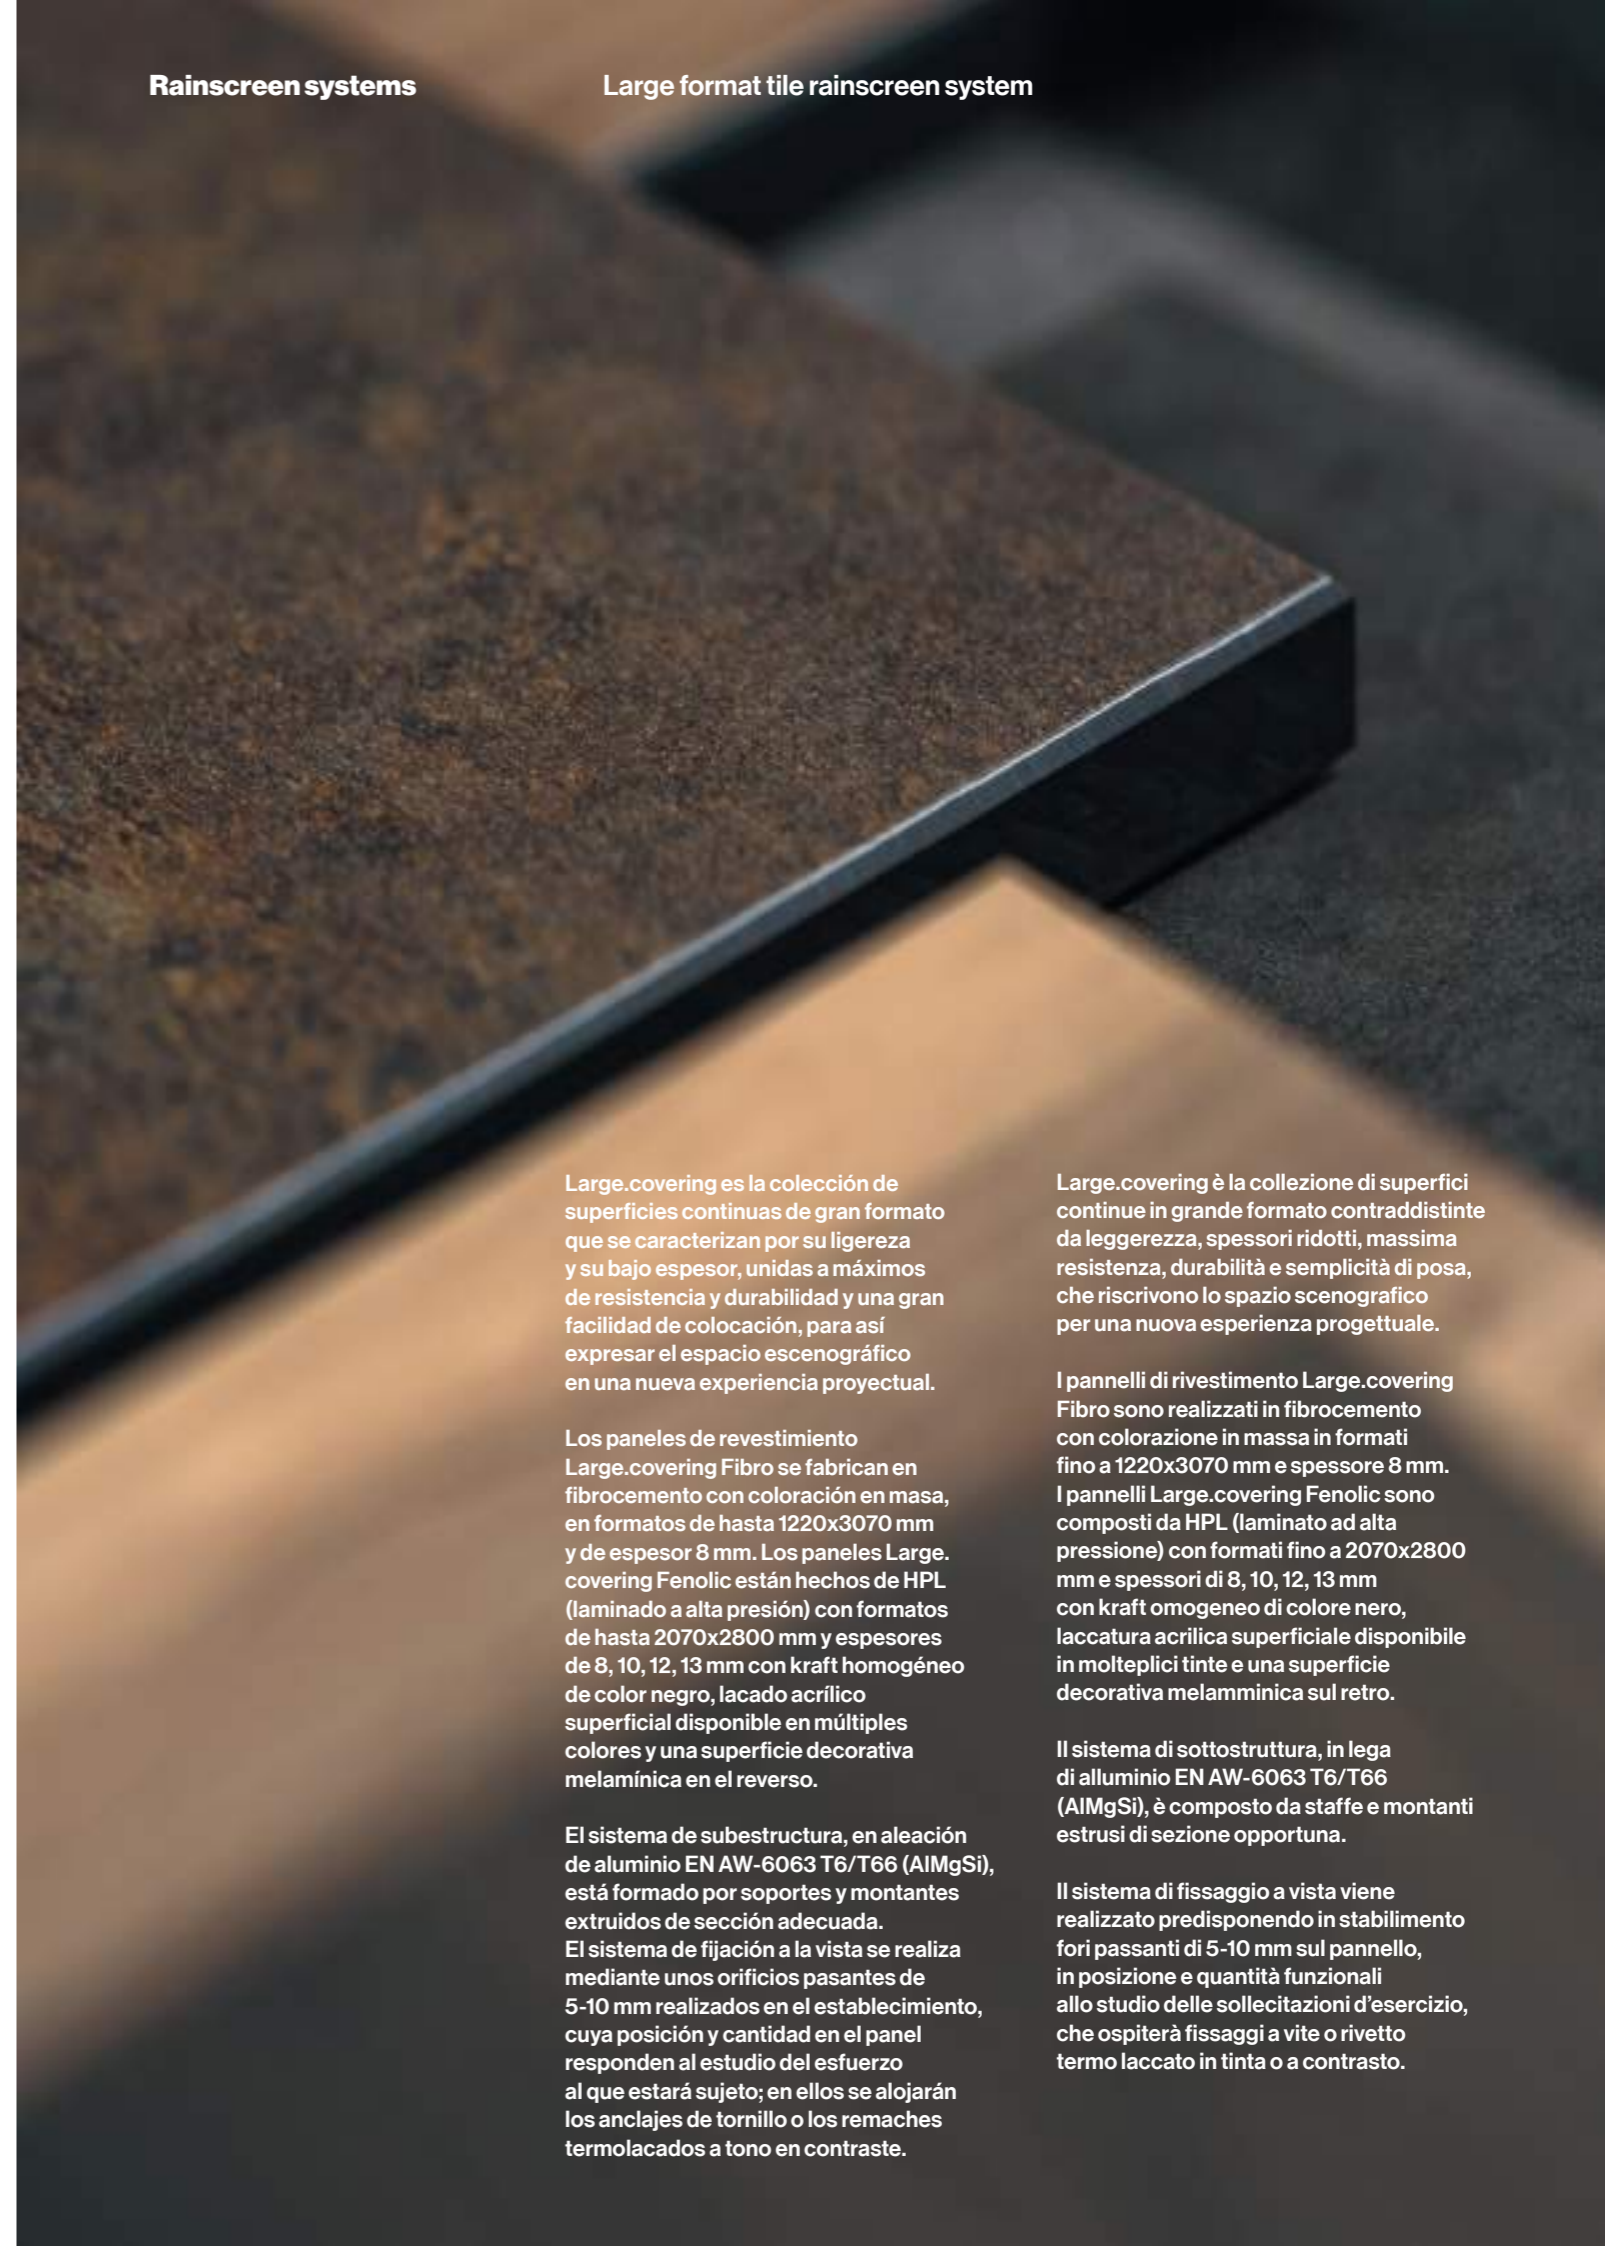 Rainscreen systems
Large format tile rainscreen system
Large.covering es la colección de
superficies continuas de gran formato
que se caracterizan por su ligereza
y su bajo espesor, unidas a máximos
de resistencia y durabilidad y una gran
facilidad de colocación, para así
expresar el espacio escenográfico
en una nueva experiencia proyectual.
Los paneles de revestimiento
Large.covering Fibro se fabrican en
fibrocemento con coloración en masa,
en formatos de hasta 1220x3070 mm
y de espesor 8 mm. Los paneles Large.
covering Fenolic están hechos de HPL
(laminado a alta presión) con formatos
de hasta 2070x2800 mm y espesores
de 8, 10, 12, 13 mm con kraft homogéneo
de color negro, lacado acrílico
superficial disponible en múltiples
colores y una superficie decorativa
melamínica en el reverso.
El sistema de subestructura, en aleación
de aluminio EN AW-6063 T6/T66 (AlMgSi),
está formado por soportes y montantes
extruidos de sección adecuada.
El sistema de fijación a la vista se realiza
mediante unos orificios pasantes de
5-10 mm realizados en el establecimiento,
cuya posición y cantidad en el panel
responden al estudio del esfuerzo
al que estará sujeto; en ellos se alojarán
los anclajes de tornillo o los remaches
termolacados a tono en contraste.
Large.covering è la collezione di superfici
continue in grande formato contraddistinte
da leggerezza, spessori ridotti, massima
resistenza, durabilità e semplicità di posa,
che riscrivono lo spazio scenografico
per una nuova esperienza progettuale.
I pannelli di rivestimento Large.covering
Fibro sono realizzati in fibrocemento
con colorazione in massa in formati
fino a 1220x3070 mm e spessore 8 mm.
I pannelli Large.covering Fenolic sono
composti da HPL (laminato ad alta
pressione) con formati fino a 2070x2800
mm e spessori di 8, 10, 12, 13 mm
con kraft omogeneo di colore nero,
laccatura acrilica superficiale disponibile
in molteplici tinte e una superficie
decorativa melamminica sul retro.
Il sistema di sottostruttura, in lega
di alluminio EN AW-6063 T6/T66
(AlMgSi), è composto da staffe e montanti
estrusi di sezione opportuna.
Il sistema di fissaggio a vista viene
realizzato predisponendo in stabilimento
fori passanti di 5-10 mm sul pannello,
in posizione e quantità funzionali
allo studio delle sollecitazioni d’esercizio,
che ospiterà fissaggi a vite o rivetto
termo laccato in tinta o a contrasto.